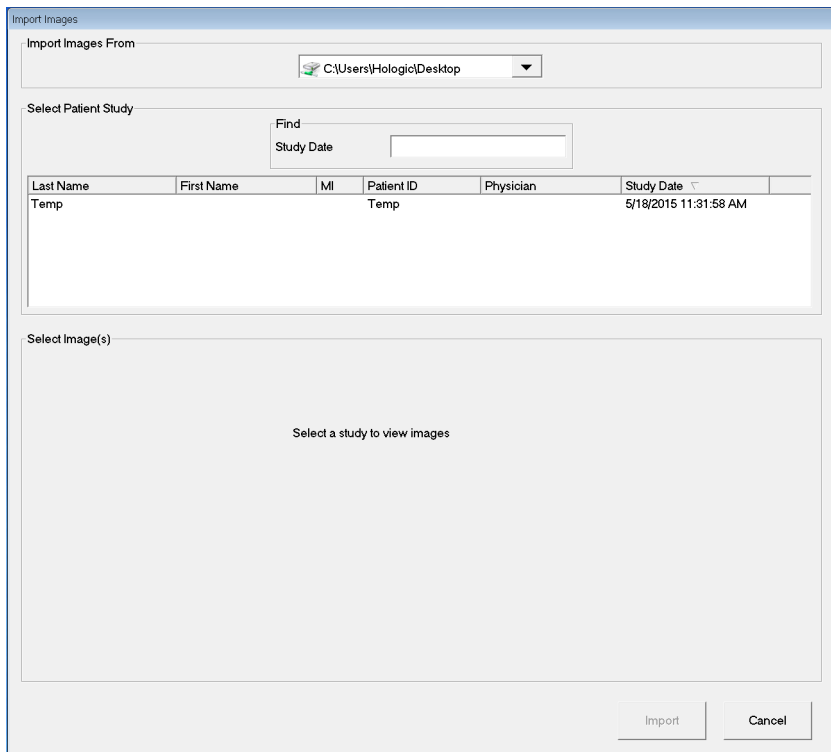 Import Images
Import Images From
C:\Users\Hologic\Desktop
Select Patient Study
Find
Study Date
Last Name First Name MI Patient ID Physician Study Date
Temp Temp 5/18/2015 11:31:58 AM
Select Image(s)
Select a study to view images
Import Cancel